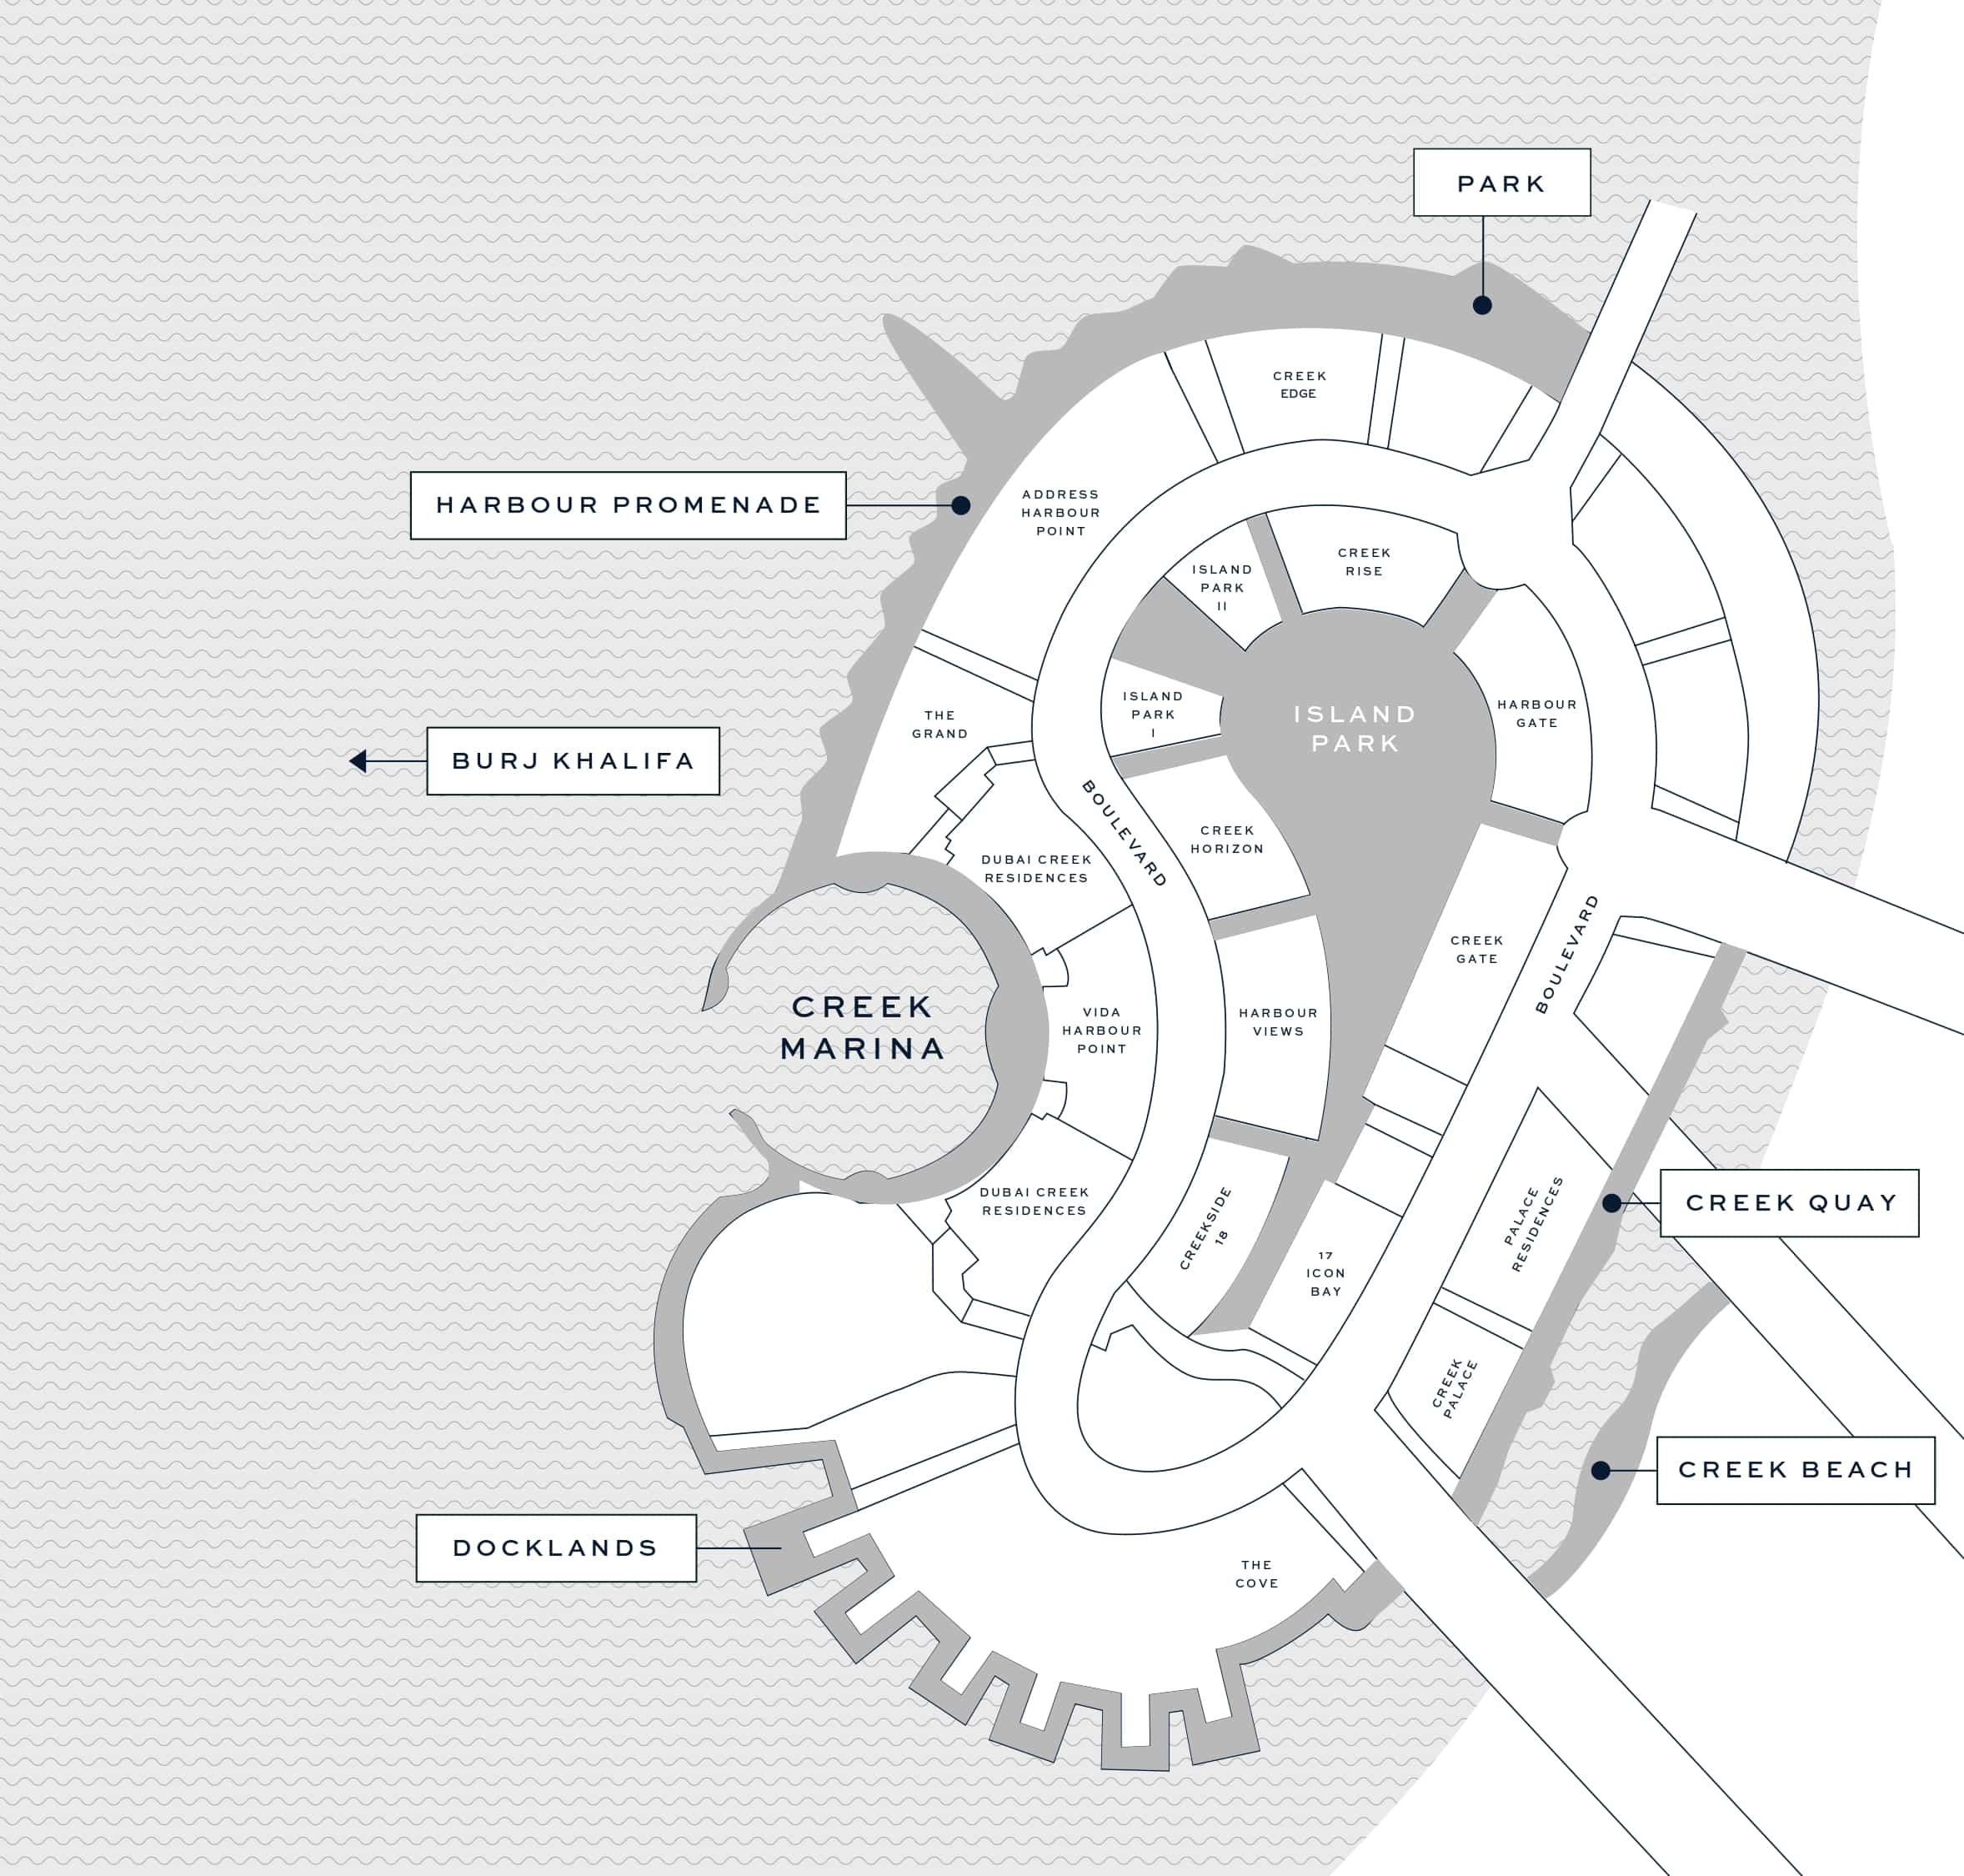 PARK
CREEK
EDGE
HARBOUR PROMENADE
ADDRESS
HARBOUR
POINT
CREEK
RISE
ISLAND
PARK
II
ISLAND
PARK
I
ISLAND
PARK
HARBOUR
GATE
THE
GRAND
BURJ KHALIFA
BOULEVARD
CREEK
HORIZON
DUBAI CREEK
RESIDENCES
CREEK
GATE
BOULEVARD
CREEK
MARINA
VIDA
HARBOUR
POINT
HARBOUR
VIEWS
DUBAI CREEK
RESIDENCES
CREEKSIDE
18
PALACE
RESIDENCES
CREEK QUAY
17
ICON
BAY
CREEK
PALACE
CREEK BEACH
DOCKLANDS
THE
COVE